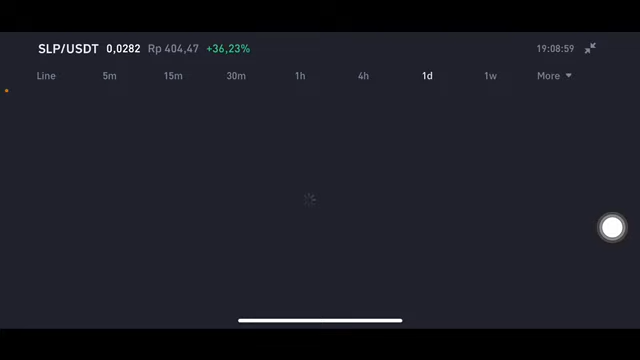 SLP/USDT 0,0282 Rp 404,47 +36,23% 19:08:59
Line 5m 15m 30m 1h 4h 1d 1w More